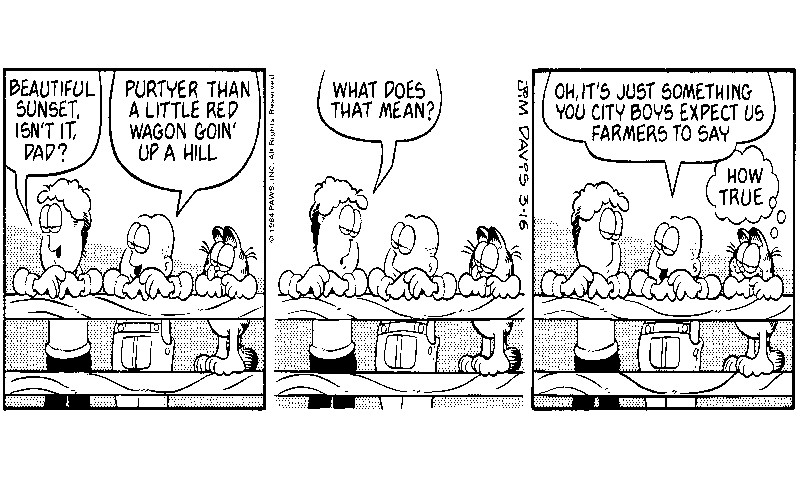 BEAUTIFUL
SUNSET,
ISN'T IT,
DAD?
PURTYER THAN
A LITTLE RED
WAGON GOIN'
UP A HILL
© 1984 PAWS, INC. All Rights Reserved
WHAT DOES
THAT MEAN?
JIM DAVIS 3-16
OH, IT'S JUST SOMETHING
YOU CITY BOYS EXPECT US
FARMERS TO SAY
HOW
TRUE